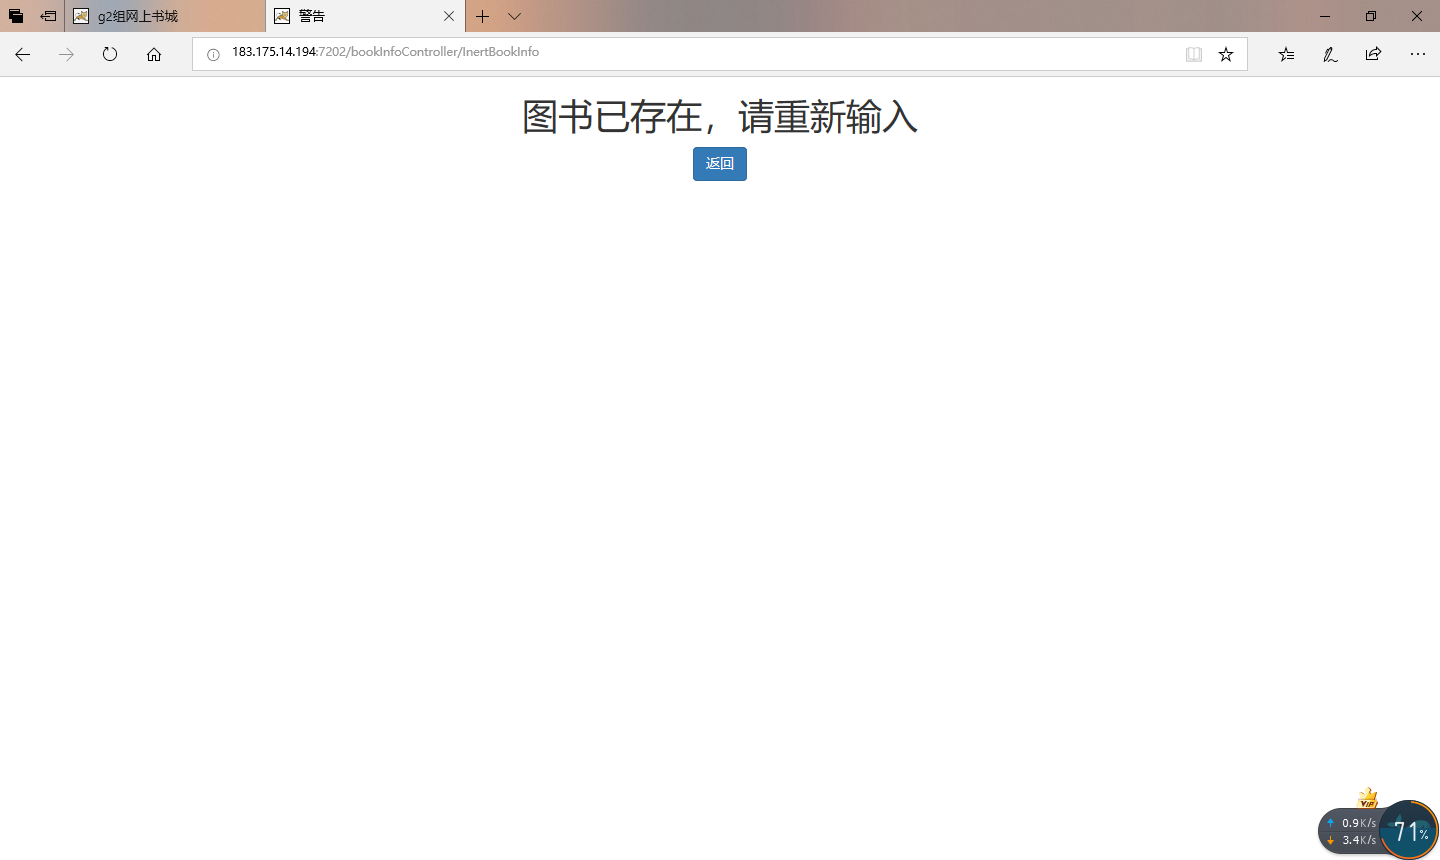 g2组网上书城
警告
183.175.14.194:7202/bookInfoController/InertBookInfo
图书已存在，请重新输入
返回
VIP
0.9K/s
3.4K/s
71%